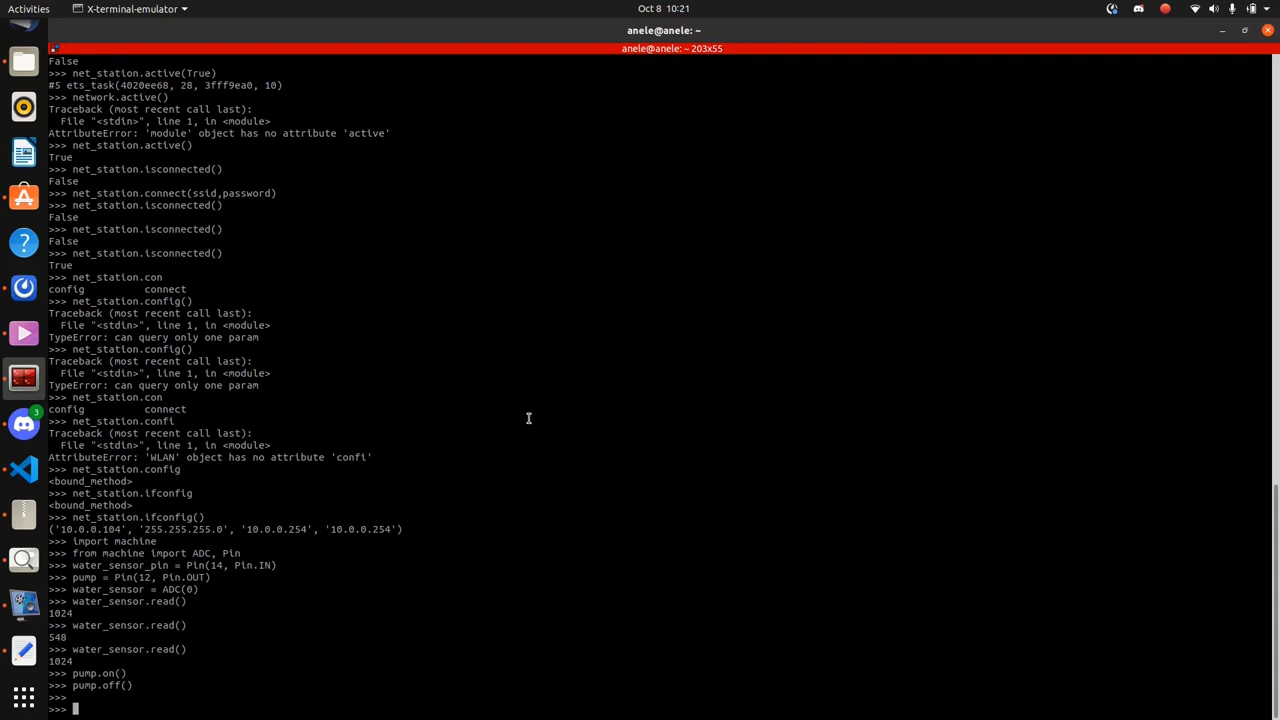 Activities
X-terminal-emulator
Oct 8 10:21
anele@anele: ~
anele@anele: ~ 203x55
False
>>> net_station.active(True)
#5 ets_task(4020ee68, 28, 3fff9ea0, 10)
>>> network.active()
Traceback (most recent call last):
  File "<stdin>", line 1, in <module>
AttributeError: 'module' object has no attribute 'active'
>>> net_station.active()
True
>>> net_station.isconnected()
False
>>> net_station.connect(ssid,password)
>>> net_station.isconnected()
False
>>> net_station.isconnected()
False
>>> net_station.isconnected()
True
>>> net_station.con
config          connect
>>> net_station.config()
Traceback (most recent call last):
  File "<stdin>", line 1, in <module>
TypeError: can query only one param
>>> net_station.config()
Traceback (most recent call last):
  File "<stdin>", line 1, in <module>
TypeError: can query only one param
>>> net_station.con
config          connect
>>> net_station.confi
Traceback (most recent call last):
  File "<stdin>", line 1, in <module>
AttributeError: 'WLAN' object has no attribute 'confi'
>>> net_station.config
<bound_method>
>>> net_station.ifconfig
<bound_method>
>>> net_station.ifconfig()
('10.0.0.104', '255.255.255.0', '10.0.0.254', '10.0.0.254')
>>> import machine
>>> from machine import ADC, Pin
>>> water_sensor_pin = Pin(14, Pin.IN)
>>> pump = Pin(12, Pin.OUT)
>>> water_sensor = ADC(0)
>>> water_sensor.read()
1024
>>> water_sensor.read()
548
>>> water_sensor.read()
1024
>>> pump.on()
>>> pump.off()
>>>
>>>
3